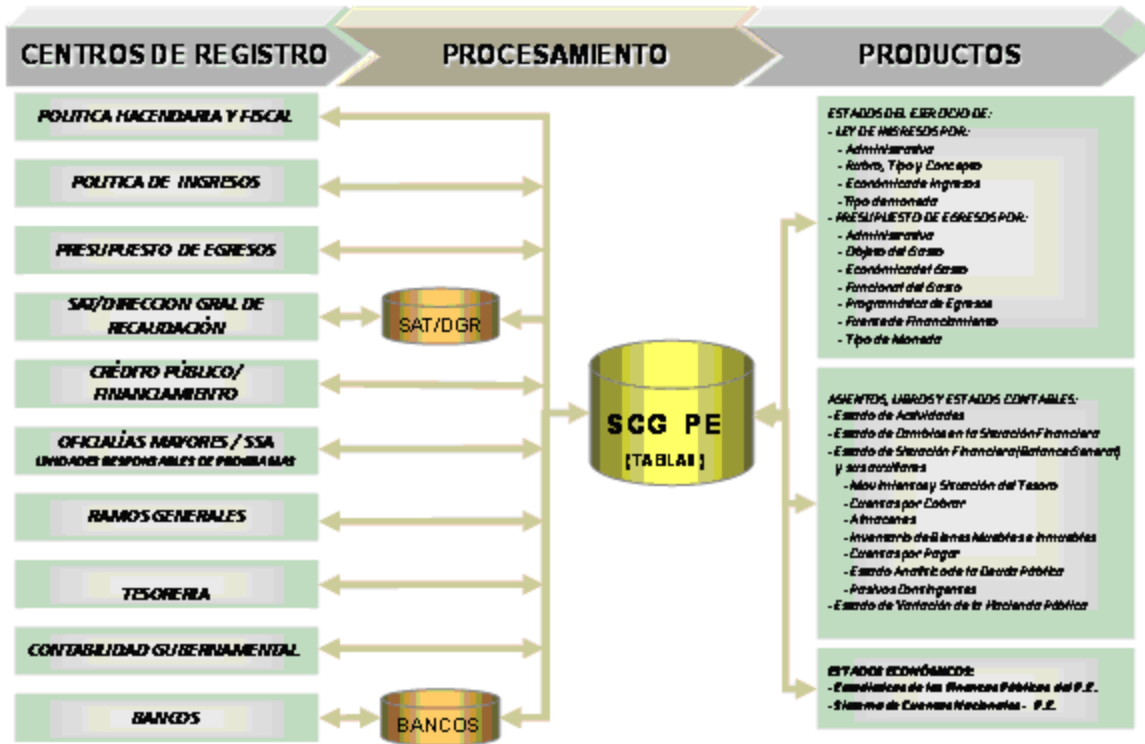 CENTROS DE REGISTRO
PROCESAMIENTO
PRODUCTOS
POLITICA HACENDARIA Y FISCAL
POLITICA DE INGRESOS
PRESUPUESTO DE EGRESOS
SAT/DIRECCION GRAL DE
RECAUDACIÓN
CRÉDITO PÚBLICO/
FINANCIAMIENTO
OFICIALÍAS MAYORES / SSA
UNIDADES RESPONSABLES DE PROGRAMAS
RAMOS GENERALES
TESORERIA
CONTABILIDAD GUBERNAMENTAL
BANCOS
SAT/DGR
BANCOS
SCG PE
(TABLAS)
ESTADOS DEL EJERCICIO DE:
- LEY DE INGRESOS POR:
- Administrativa
- Rubro, Tipo y Concepto
- Económica de Ingresos
- Tipo de moneda
- PRESUPUESTO DE EGRESOS POR:
- Administrativa
- Objeto del Gasto
- Económica del Gasto
- Funcional del Gasto
- Programática de Egresos
- Fuente de Financiamiento
- Tipo de Moneda
ASIENTOS, LIBROS Y ESTADOS CONTABLES:
- Estado de Actividades
- Estado de Cambios en la Situación Financiera
- Estado de Situación Financiera (Balance General)
y sus auxiliares
- Movimientos y Situación del Tesoro
- Cuentas por Cobrar
- Almacenes
- Inventario de Bienes Muebles e Inmuebles
- Cuentas por Pagar
- Estado Analítico de la Deuda Pública
- Pasivos Contingentes
- Estado de Variación de la Hacienda Pública
ESTADOS ECONÓMICOS:
- Estadísticas de las Finanzas Públicas del P.E.
- Sistema de Cuentas Nacionales - P.E.